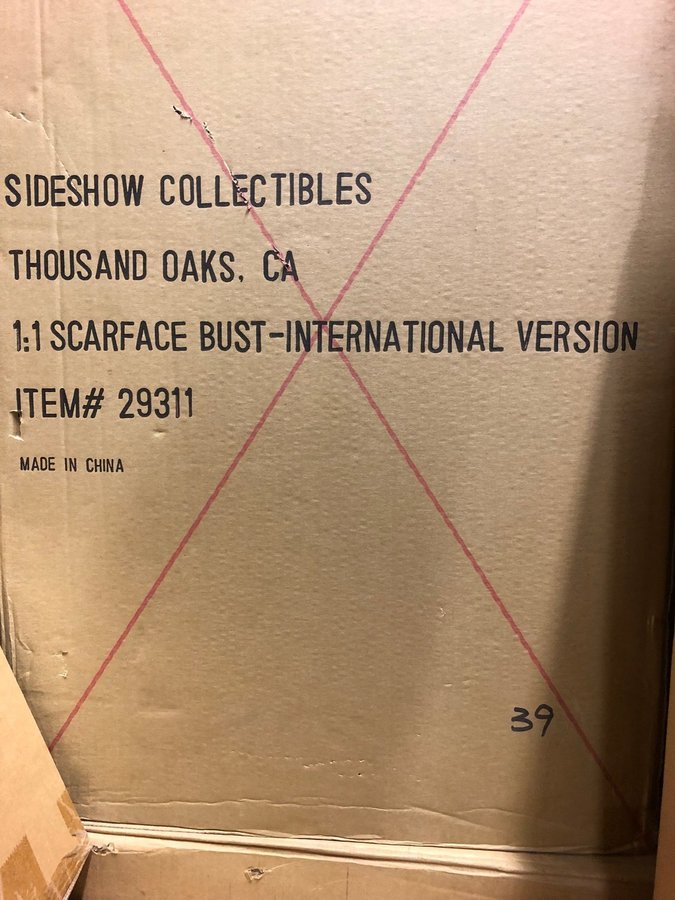 SIDESHOW COLLECTIBLES
THOUSAND OAKS, CA
1:1 SCARFACE BUST-INTERNATIONAL VERSION
ITEM# 29311
MADE IN CHINA
39